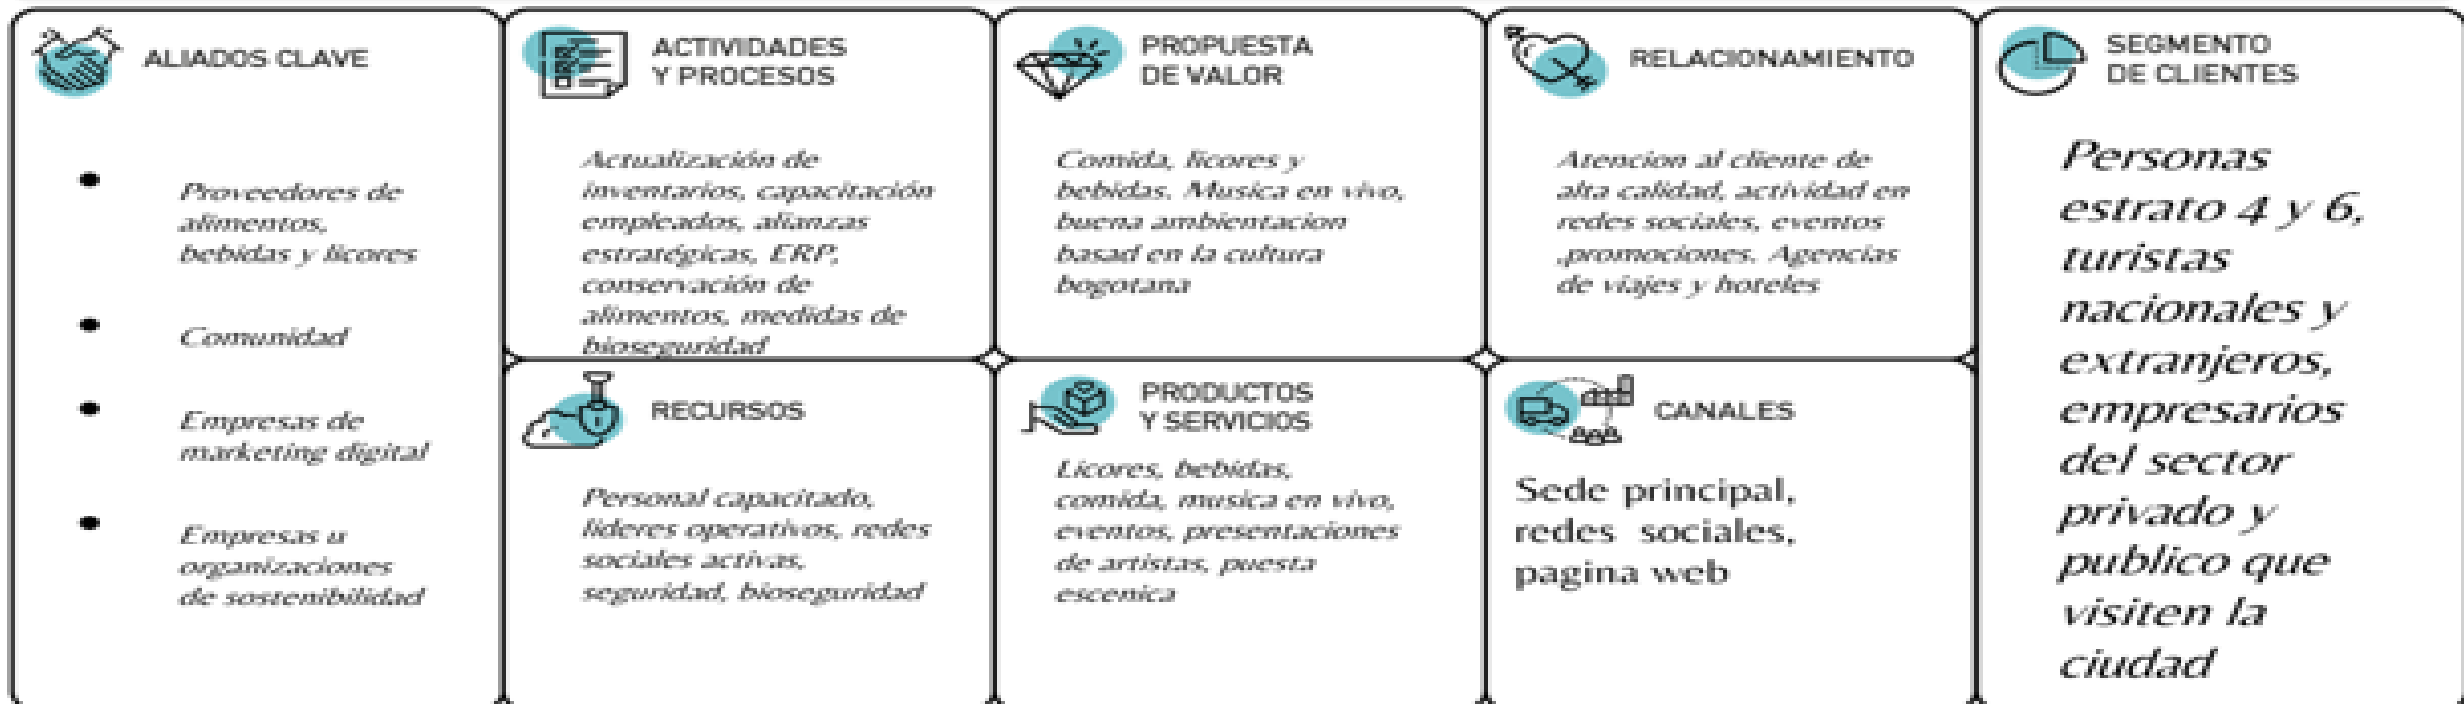 ALIADOS CLAVE
• Proveedores de
alimentos,
bebidas y licores
• Comunidad
• Empresas de
marketing digital
• Empresas u
organizaciones
de sostenibilidad
ACTIVIDADES
Y PROCESOS
Actualización de
inventarios, capacitación
empleados, alianzas
estratégicas, ERP,
conservación de
alimentos, medidas de
bioseguridad
RECURSOS
Personal capacitado,
lideres operativos, redes
sociales activas,
seguridad, bioseguridad
PROPUESTA
DE VALOR
Comida, licores y
bebidas. Musica en vivo,
buena ambientacion
basad en la cultura
bogotana
PRODUCTOS
Y SERVICIOS
Licores, bebidas,
comida, musica en vivo,
eventos, presentaciones
de artistas, puesta
escenica
RELACIONAMIENTO
Atencion al cliente de
alta calidad, actividad en
redes sociales, eventos
,promociones. Agencias
de viajes y hoteles
CANALES
Sede principal,
redes sociales,
pagina web
SEGMENTO
DE CLIENTES
Personas
estrato 4 y 6,
turistas
nacionales y
extranjeros,
empresarios
del sector
privado y
publico que
visiten la
ciudad